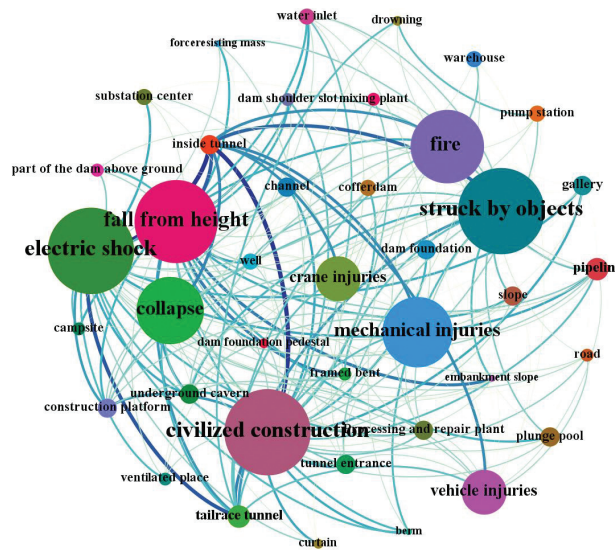 water inlet
drowning
forceresisting mass
warehouse
substation center
dam shoulder slot
mixing plant
pump station
inside tunnel
fire
part of the dam above ground
channel
cofferdam
gallery
struck by objects
fall from height
electric shock
dam foundation
well
crane injuries
pipelin
slope
collapse
mechanical injuries
campsite
dam foundation pedestal
road
framed bent
embankment slope
underground cavern
construction platform
civilized construction
processing and repair plant
plunge pool
tunnel entrance
ventilated place
vehicle injuries
tailrace tunnel
berm
curtain